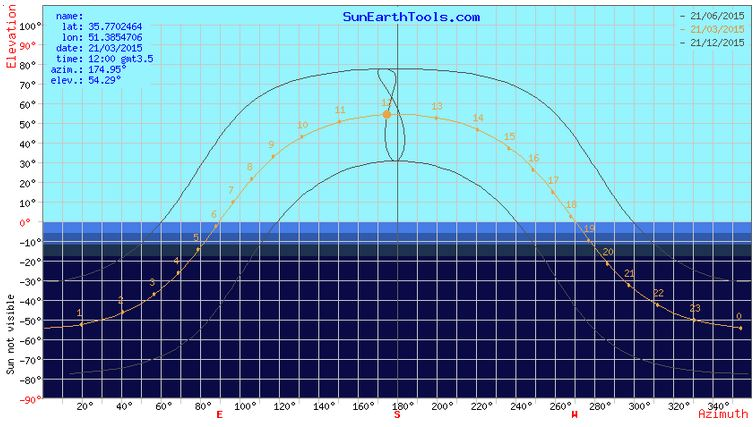 Elevation
name:
lat: 35.7702464
lon: 51.3854706
date: 21/03/2015
time: 12:00 gmt3.5
azim.: 174.95°
elev.: 54.29°
SunEarthTools.com
21/06/2015
21/03/2015
21/12/2015
100°
90°
80°
70°
60°
50°
40°
30°
20°
10°
0°
-10°
-20°
-30°
-40°
-50°
-60°
-70°
-80°
-90°
Sun not visible
1 2 3 4 5 6 7 8 9 10 11 12 13 14 15 16 17 18 19 20 21 22 23 0
20° 40° 60° 80° 100° 120° 140° 160° 180° 200° 220° 240° 260° 280° 300° 320° 340°
E S W Azimuth